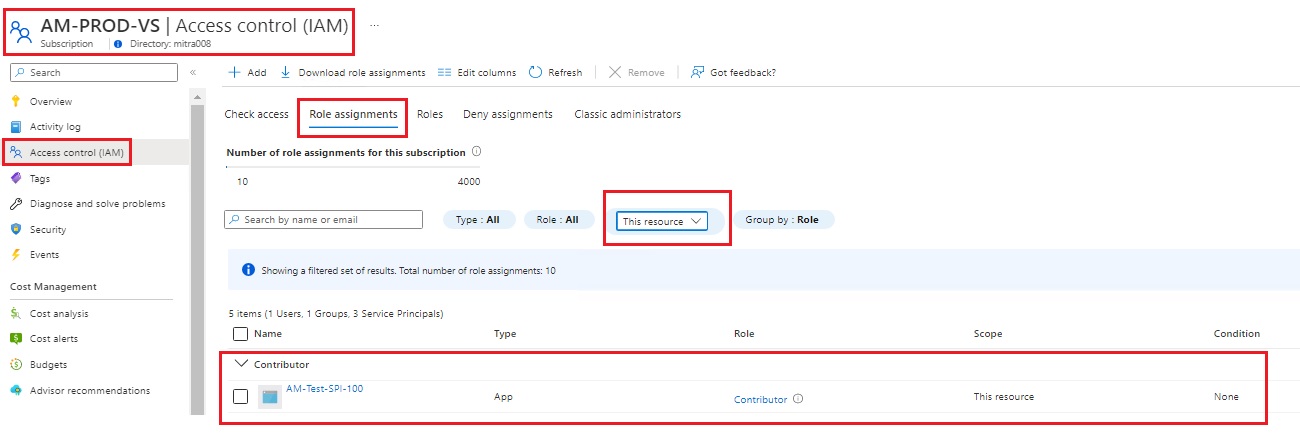 AM-PROD-VS | Access control (IAM) ...
Subscription Directory: mitra008
Search «
Add Download role assignments Edit columns Refresh Remove Got feedback?
Overview
Activity log
Access control (IAM)
Tags
Diagnose and solve problems
Security
Events
Cost Management
Cost analysis
Cost alerts
Budgets
Advisor recommendations
Check access Role assignments Roles Deny assignments Classic administrators
Number of role assignments for this subscription
10 4000
Search by name or email Type : All Role : All This resource Group by : Role
Showing a filtered set of results. Total number of role assignments: 10
5 items (1 Users, 1 Groups, 3 Service Principals)
Name Type Role Scope Condition
Contributor
AM-Test-SPI-100 App Contributor This resource None